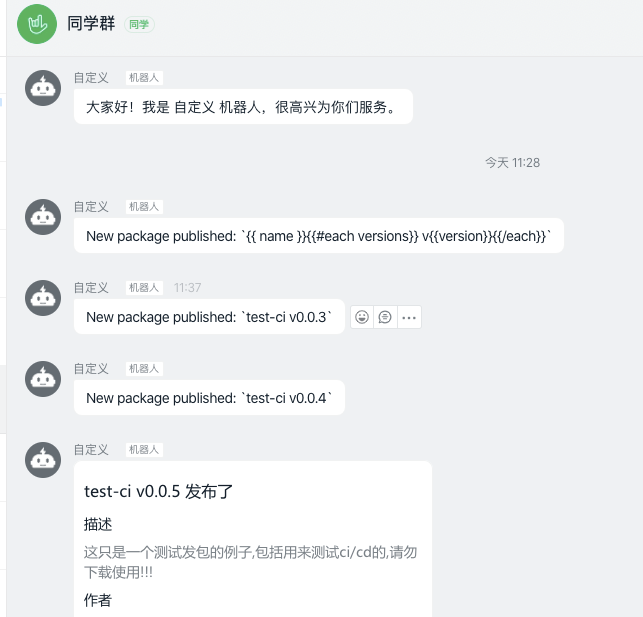 同学群 同学
自定义 机器人
大家好！我是 自定义 机器人，很高兴为你们服务。
今天 11:28
自定义 机器人
New package published: `{{ name }}{{#each versions}} v{{version}}{{/each}}`
自定义 机器人 11:37
New package published: `test-ci v0.0.3`
自定义 机器人
New package published: `test-ci v0.0.4`
自定义 机器人
test-ci v0.0.5 发布了
描述
这只是一个测试发包的例子,包括用来测试ci/cd的,请勿
下载使用!!!
作者